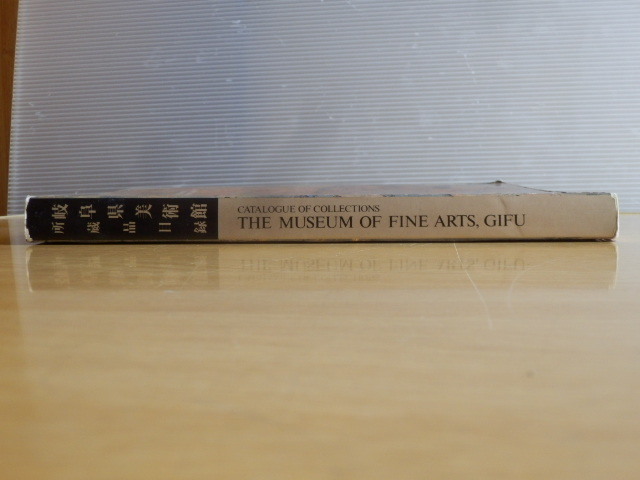 岐阜県美術館
所蔵品目録
CATALOGUE OF COLLECTIONS
THE MUSEUM OF FINE ARTS, GIFU